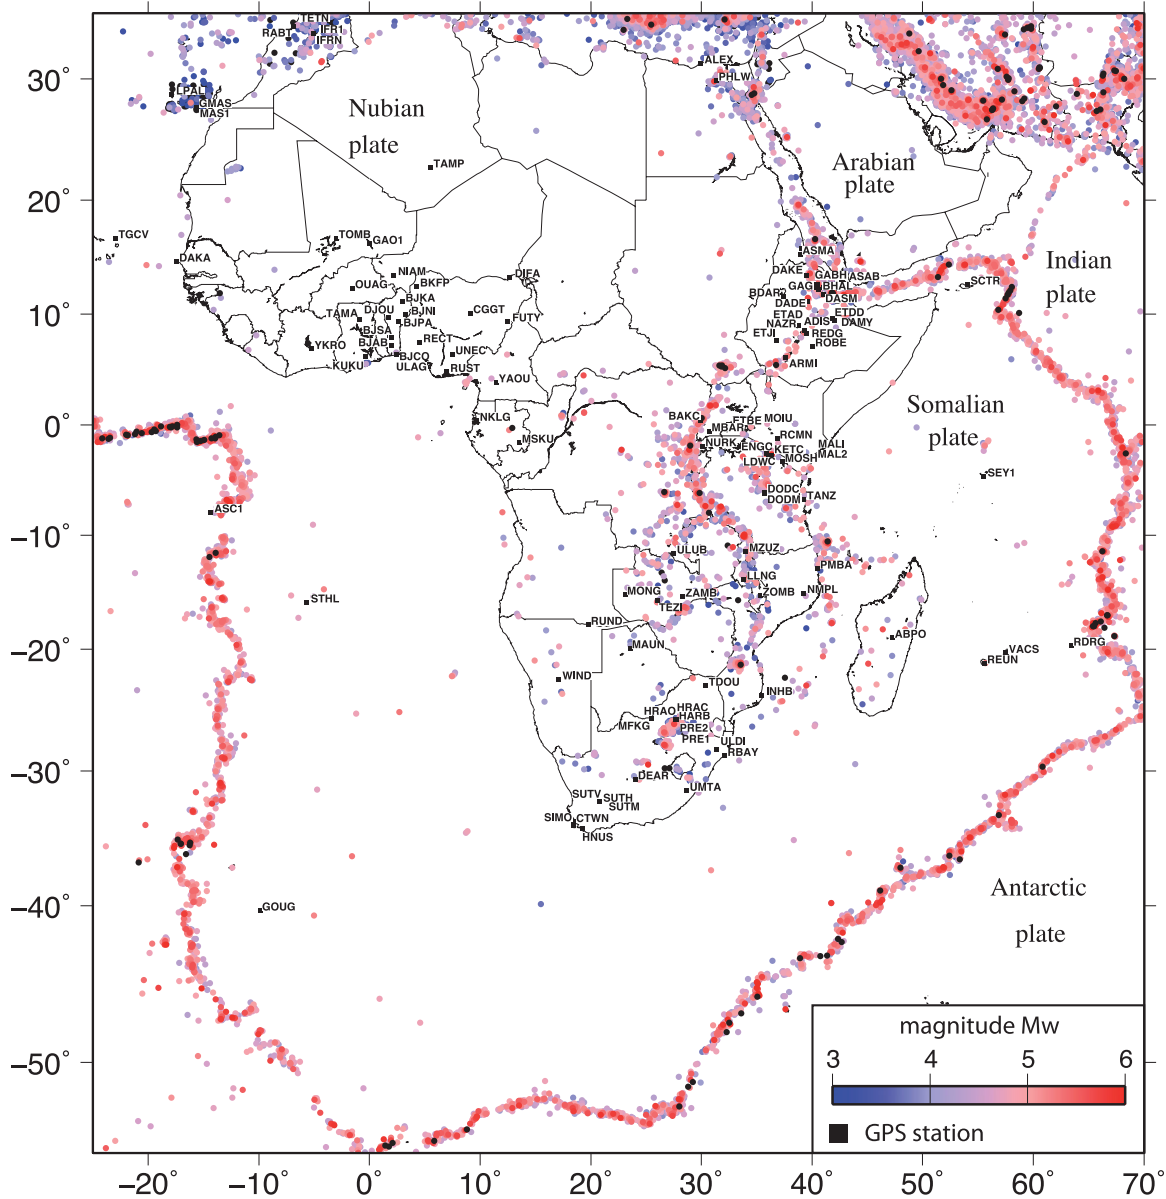 TETN
RABT
IFR1
IFRN
ALEX
PHLW
30°
LPAL
GMAS
MAS1
Nubian
plate
Arabian
plate
TAMP
20°
TGCV
DAKA
TOMB
GAO1
ASMA
Indian
plate
NIAM
BKFP
DIFA
DAKE
GABH
ASAB
OUAG
GAG
BHAL
SCTR
BJKA
BDAR
DADE
DASM
10°
TAMA
DJOU
BJNI
CGGT
FUTY
ETAD
ETDD
BJPA
NAZR
ADIS
DAMY
YKRO
BJSA
RECT
ETJI
REDG
BJAB
UNEC
ROBE
KUKU
BJCO
ULAG
RUST
YAOU
ARMI
0°
NKLG
MSKU
BAKC
MBAR
ETBE
MOIU
Somalian
plate
NURK
ENGC
RCMN
KETC
LDWC
MOSH
MALI
MAL2
SEY1
DODC
DODM
TANZ
ASC1
−10°
ULUB
MZUZ
PMBA
LLNG
STHL
MONG
ZAMB
ZOMB
NMPL
TEZI
RUND
ABPO
−20°
MAUN
VACS
RDRG
REUN
WIND
TDOU
INHB
HRAO
HRAC
HARB
MFKG
PRE2
PRE1
ULDI
RBAY
−30°
DEAR
UMTA
SUTV
SUTH
SUTM
SIMO
CTWN
HNUS
−40°
GOUG
Antarctic
plate
−50°
magnitude Mw
3 4 5 6
GPS station
−20° −10° 0° 10° 20° 30° 40° 50° 60° 70°